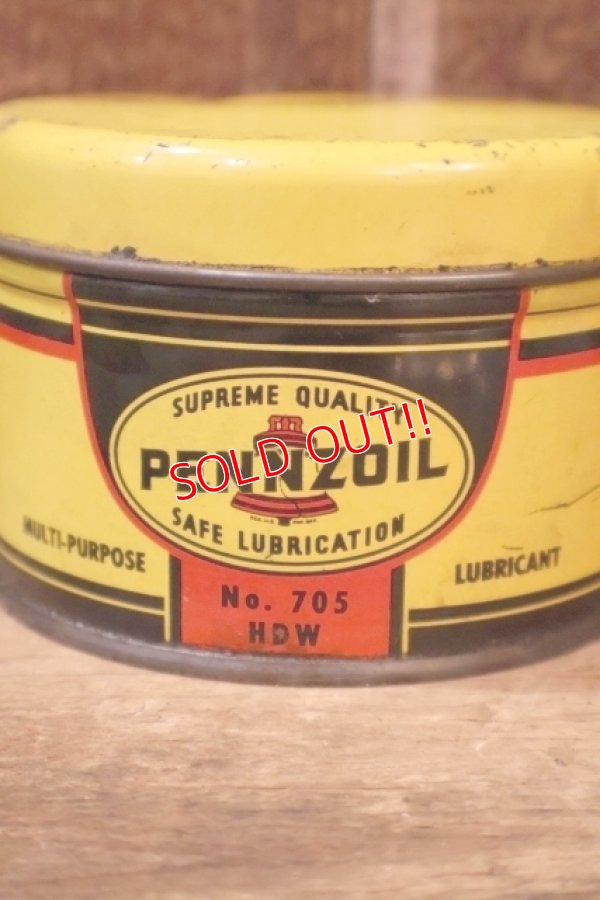 SUPREME QUALITY
PENNZOIL
SOLD OUT!!
SAFE LUBRICATION
MULTI-PURPOSE
LUBRICANT
No. 705
HDW